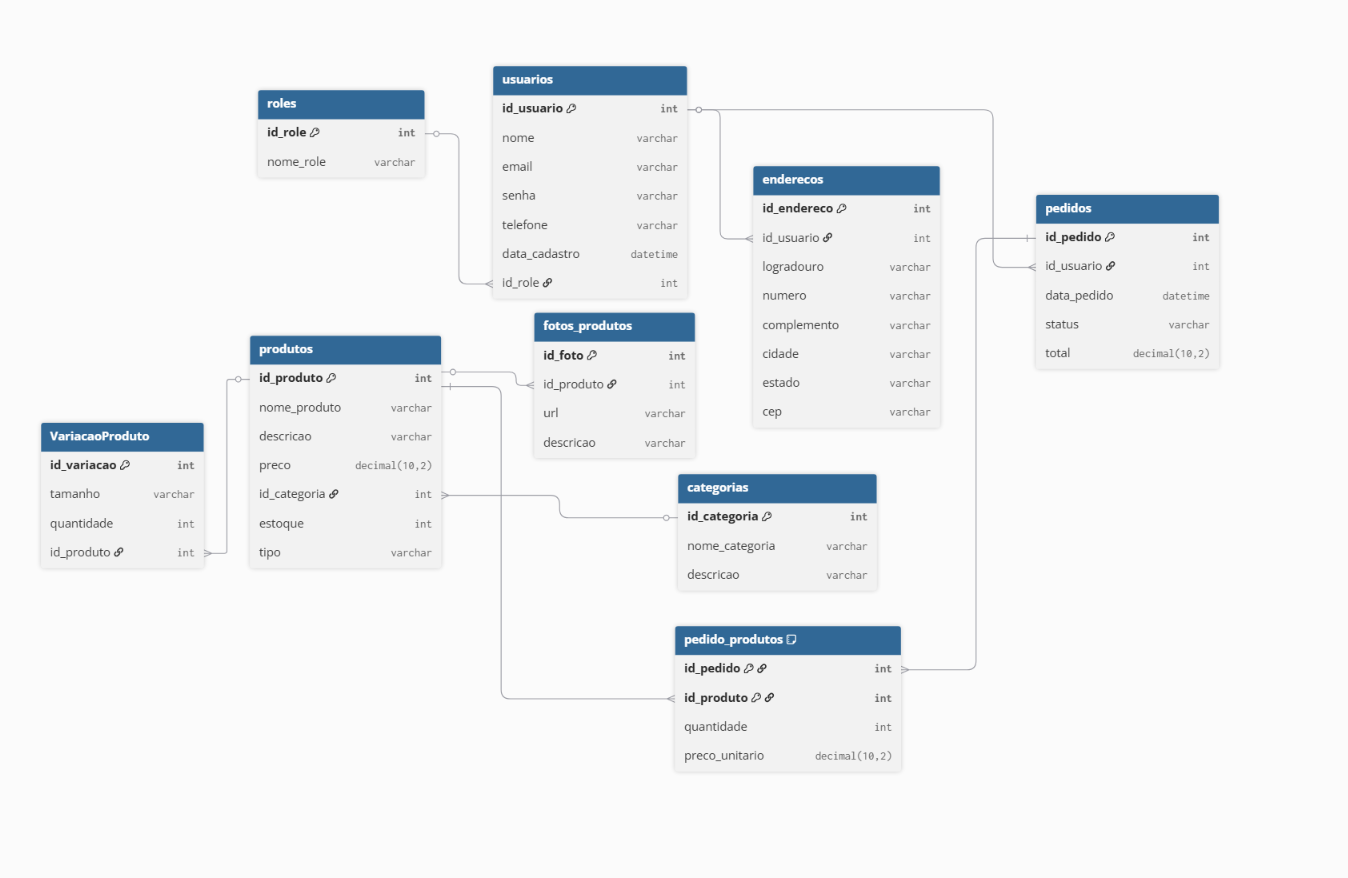 roles
id_role int
nome_role varchar
usuarios
id_usuario int
nome varchar
email varchar
senha varchar
telefone varchar
data_cadastro datetime
id_role int
enderecos
id_endereco int
id_usuario int
logradouro varchar
numero varchar
complemento varchar
cidade varchar
estado varchar
cep varchar
pedidos
id_pedido int
id_usuario int
data_pedido datetime
status varchar
total decimal(10,2)
VariacaoProduto
id_variacao int
tamanho varchar
quantidade int
id_produto int
produtos
id_produto int
nome_produto varchar
descricao varchar
preco decimal(10,2)
id_categoria int
estoque int
tipo varchar
fotos_produtos
id_foto int
id_produto int
url varchar
descricao varchar
categorias
id_categoria int
nome_categoria varchar
descricao varchar
pedido_produtos
id_pedido int
id_produto int
quantidade int
preco_unitario decimal(10,2)